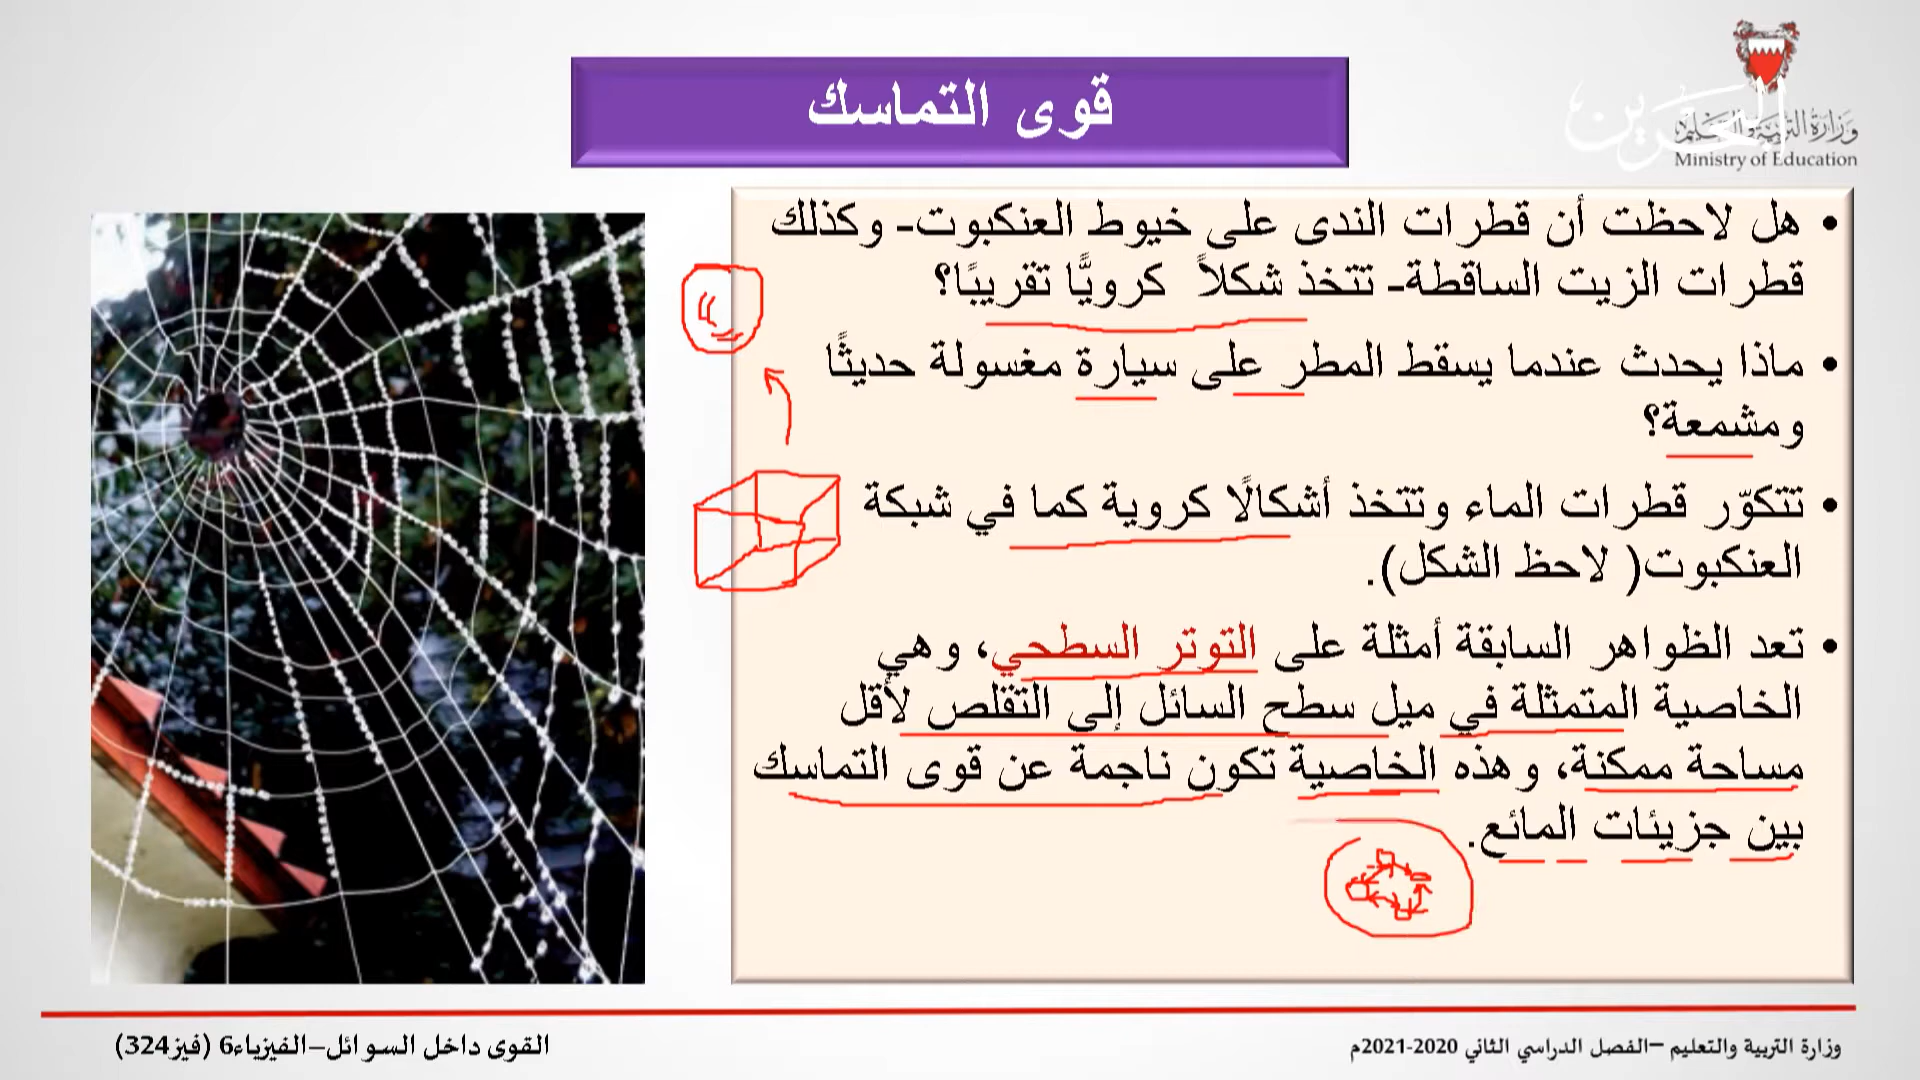 البحرين
وزارة التربية والتعليم
Ministry of Education
قوى التماسك
• هل لاحظت أن قطرات الندى على خيوط العنكبوت- وكذلك
قطرات الزيت الساقطة- تتخذ شكلاً كرويًّا تقريبًا؟
• ماذا يحدث عندما يسقط المطر على سيارة مغسولة حديثًا
ومشمعة؟
• تتكوّر قطرات الماء وتتخذ أشكالًا كروية كما في شبكة
العنكبوت( لاحظ الشكل).
• تعد الظواهر السابقة أمثلة على التوتر السطحي، وهي
الخاصية المتمثلة في ميل سطح السائل إلى التقلص لأقل
مساحة ممكنة، وهذه الخاصية تكون ناجمة عن قوى التماسك
بين جزيئات المائع.
وزارة التربية والتعليم –الفصل الدراسي الثاني 2020-2021م
القوى داخل السوائل–الفيزياء6 (فيز324)